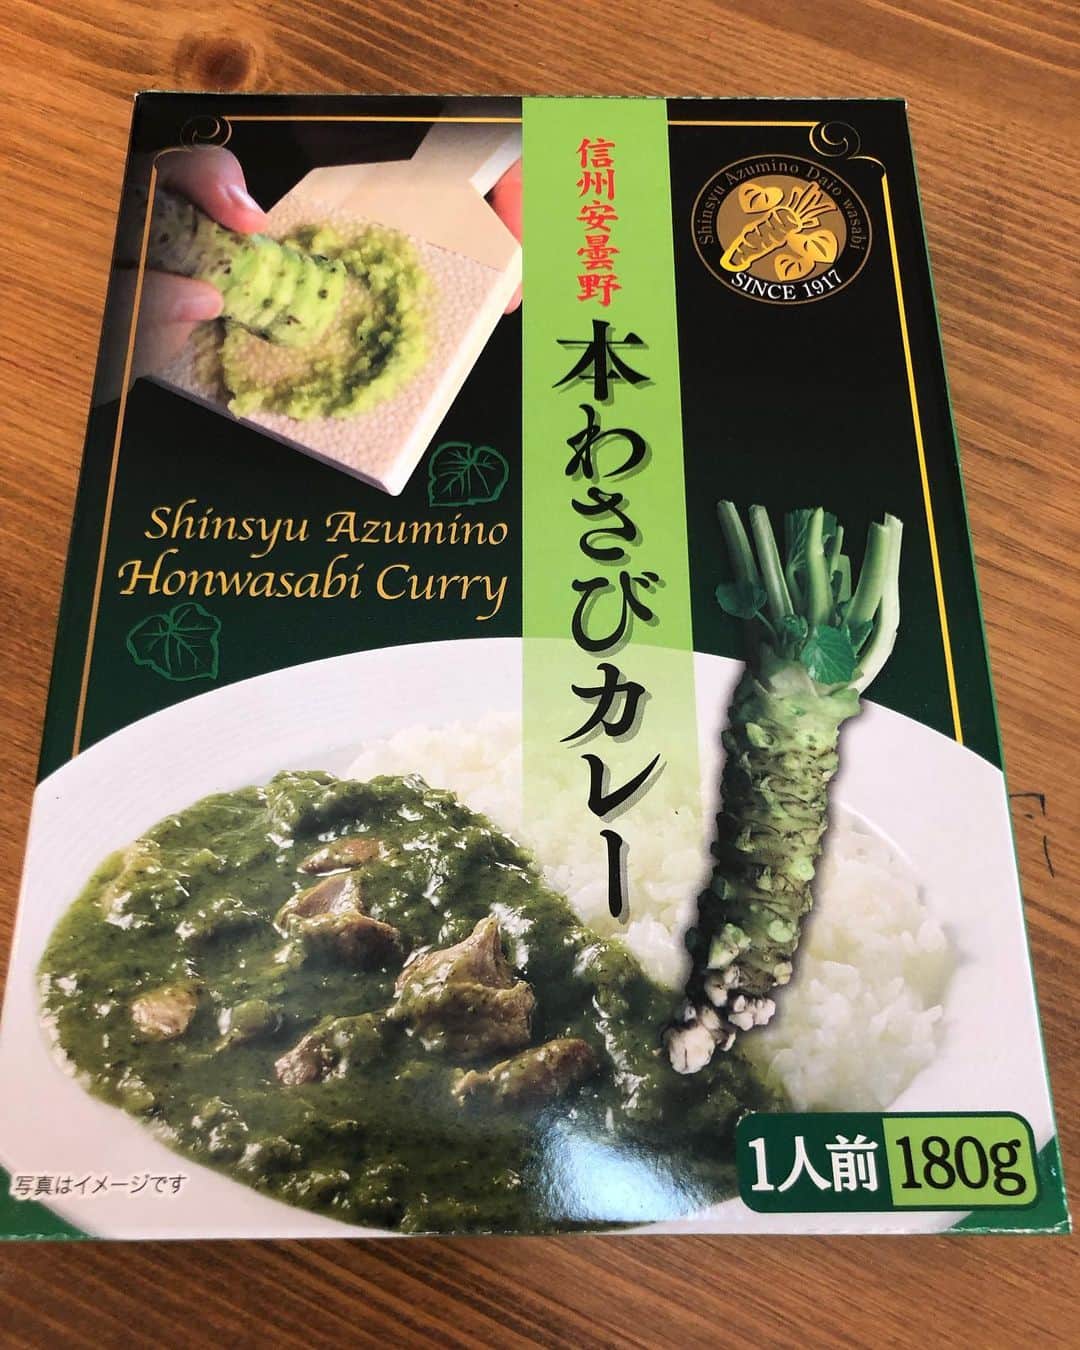 信州安曇野
本わさびカレー
Shinsyu Azumino Daio wasabi
SINCE 1917
Shinsyu Azumino
Honwasabi Curry
写真はイメージです
1人前 180g